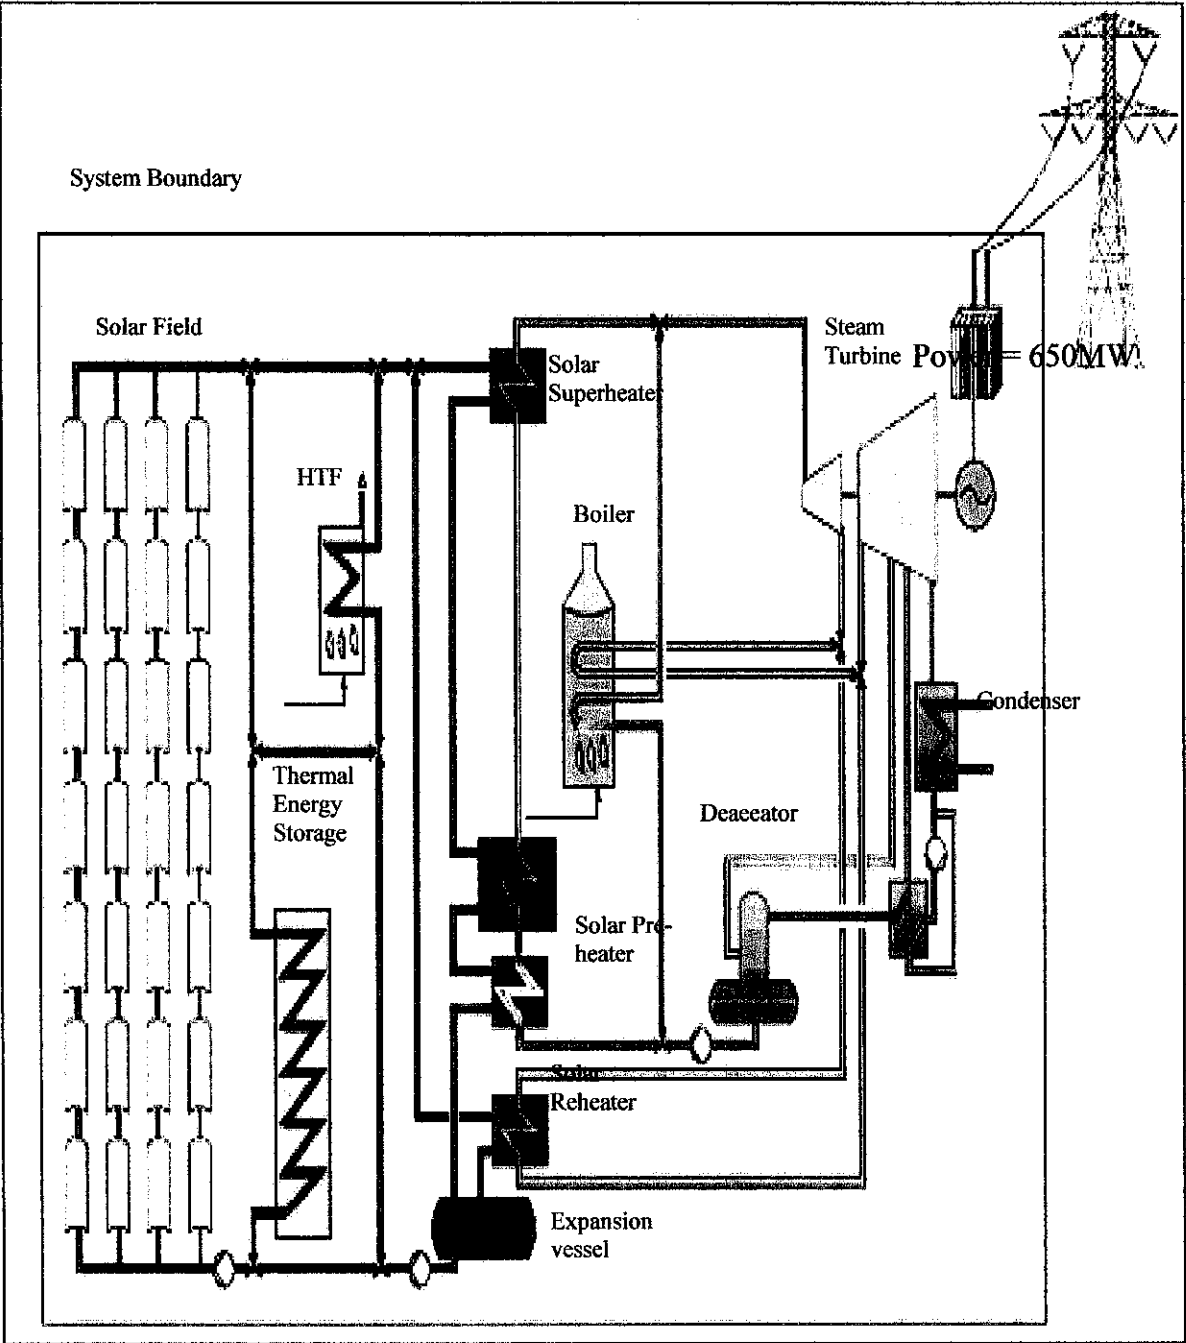 System Boundary
Solar Field
Steam
Turbine
Power = 650MW
Solar
Superheater
HTF
Boiler
Condenser
Thermal
Energy
Storage
Deaeeator
Solar Pre-
heater
Solar
Reheater
Expansion
vessel